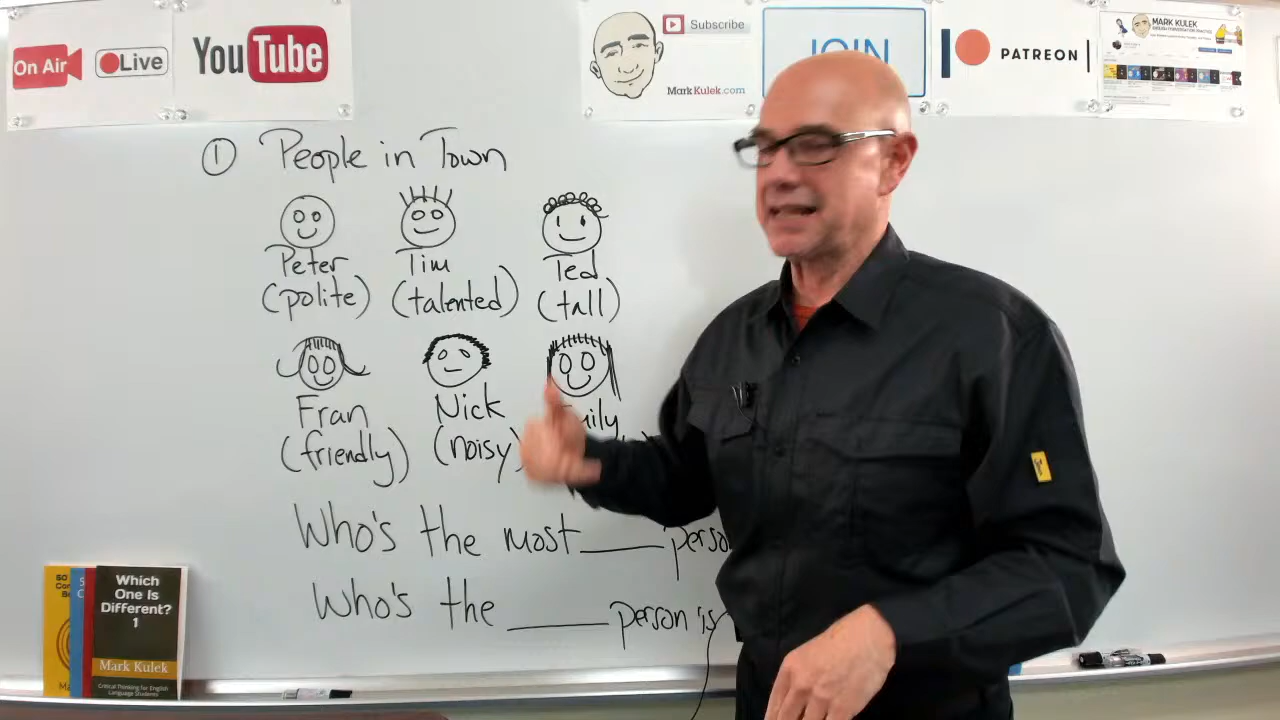 On Air
Live
YouTube
Subscribe
MarkKulek.com
JOIN
PATREON
MARK KULEK
① People in Town
Peter Tim Ted
(polite) (talented) (tall)
Fran Nick
(friendly) (noisy)
Who's the most ____ person
Who's the ____ person is
Which
One Is
Different?
1
Mark Kulek
Critical Thinking for English
Language Students